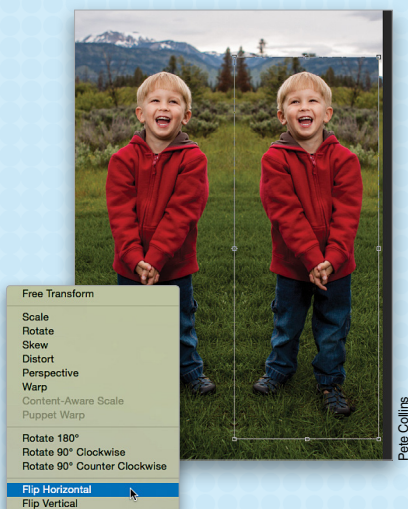 Free Transform
Scale
Rotate
Skew
Distort
Perspective
Warp
Content-Aware Scale
Puppet Warp
Rotate 180°
Rotate 90° Clockwise
Rotate 90° Counter Clockwise
Flip Horizontal
Flip Vertical
Pete Collins